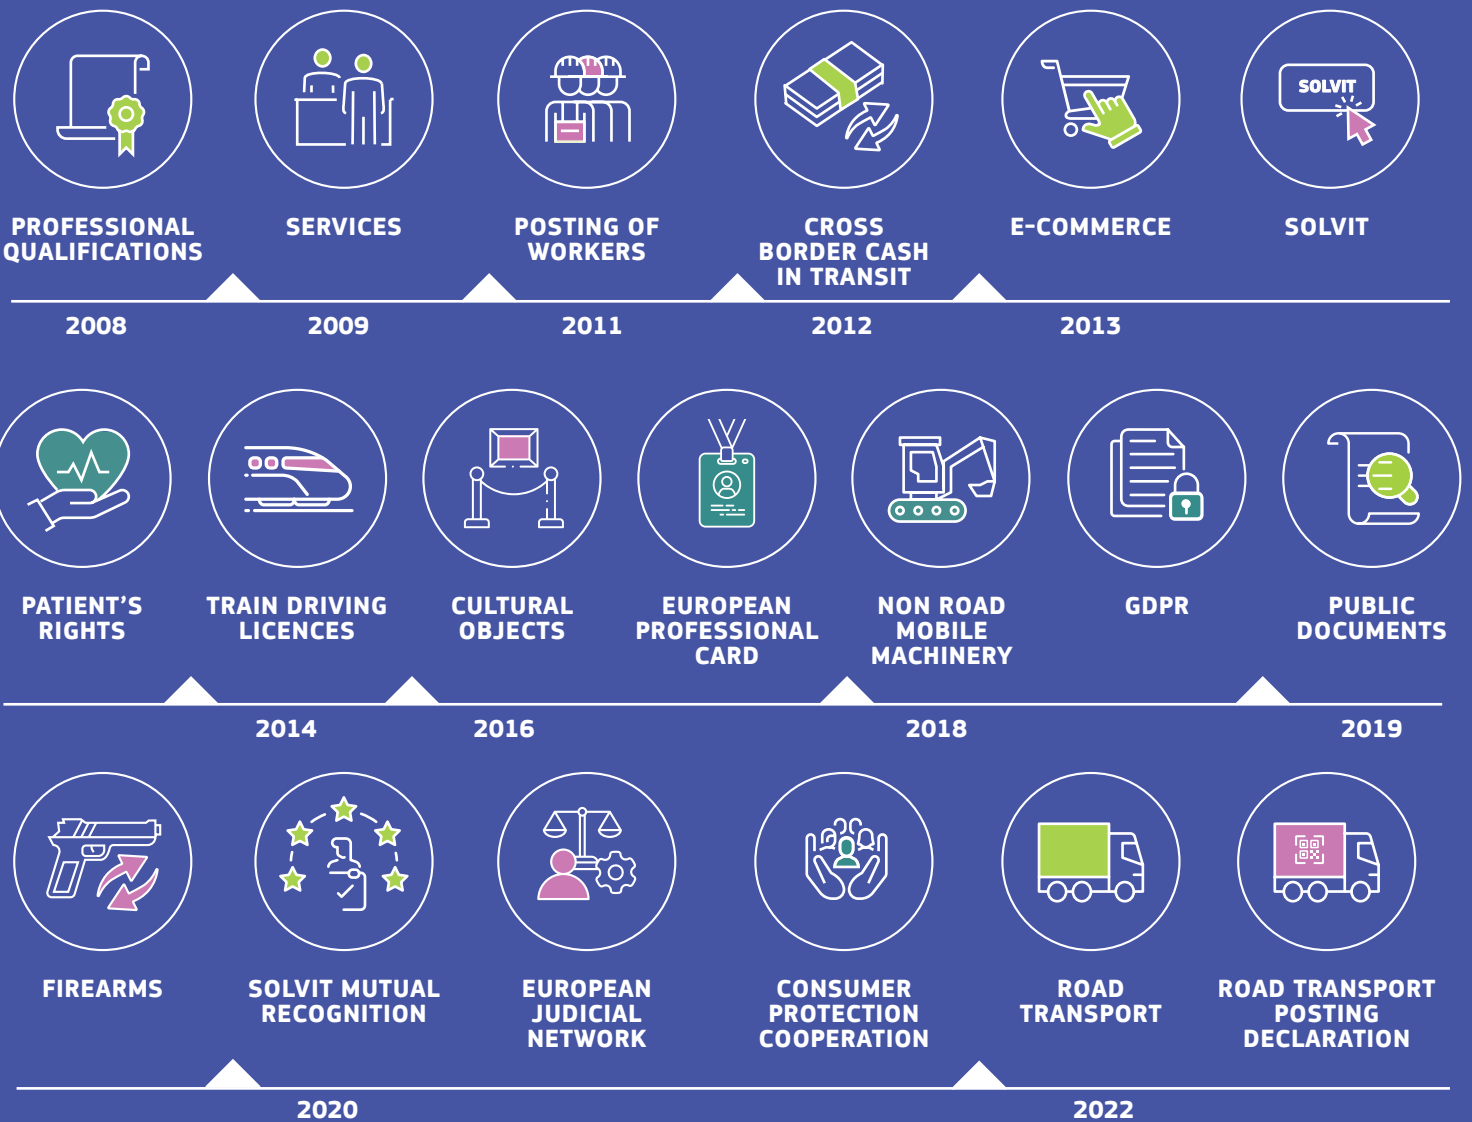 SOLVIT
PROFESSIONAL
QUALIFICATIONS
SERVICES
POSTING OF
WORKERS
CROSS
BORDER CASH
IN TRANSIT
E-COMMERCE
SOLVIT
2008
2009
2011
2012
2013
PATIENT'S
RIGHTS
TRAIN DRIVING
LICENCES
CULTURAL
OBJECTS
EUROPEAN
PROFESSIONAL
CARD
NON ROAD
MOBILE
MACHINERY
GDPR
PUBLIC
DOCUMENTS
2014
2016
2018
2019
FIREARMS
SOLVIT MUTUAL
RECOGNITION
EUROPEAN
JUDICIAL
NETWORK
CONSUMER
PROTECTION
COOPERATION
ROAD
TRANSPORT
ROAD TRANSPORT
POSTING
DECLARATION
2020
2022